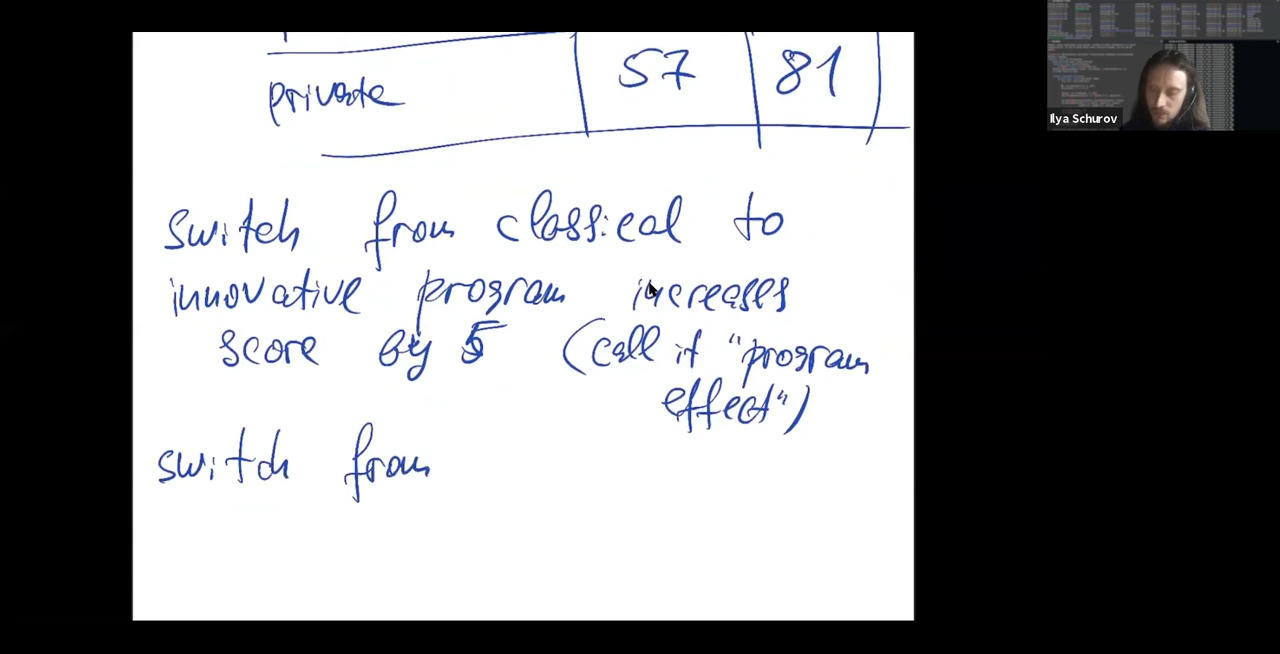 private 57 81
switch from classical to
innovative program increases
score by 5 (call it "program
effect")
switch from
Ilya Schurov